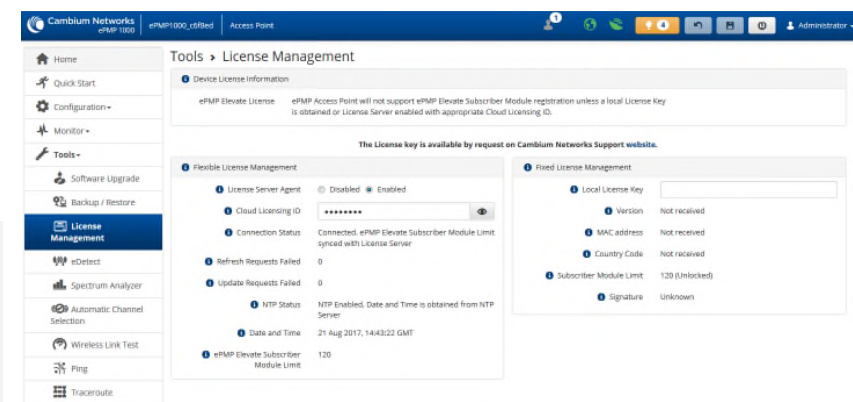 Cambium Networks
ePMP 1000
ePMP1000_c6f8ed
Access Point
1
4
Administrator
Home
Quick Start
Configuration
Monitor
Tools
Software Upgrade
Backup / Restore
License
Management
eDetect
Spectrum Analyzer
Automatic Channel
Selection
Wireless Link Test
Ping
Traceroute
Tools > License Management
Device License Information
ePMP Elevate License
ePMP Access Point will not support ePMP Elevate Subscriber Module registration unless a local License Key
is obtained or License Server enabled with appropriate Cloud Licensing ID.
The License key is available by request on Cambium Networks Support website.
Flexible License Management
License Server Agent Disabled Enabled
Cloud Licensing ID ••••••••
Connection Status Connected. ePMP Elevate Subscriber Module Limit
synced with License Server
Refresh Requests Failed 0
Update Requests Failed 0
NTP Status NTP Enabled, Date and Time is obtained from NTP
Server
Date and Time 21 Aug 2017, 14:43:22 GMT
ePMP Elevate Subscriber 120
Module Limit
Fixed License Management
Local License Key
Version Not received
MAC address Not received
Country Code Not received
Subscriber Module Limit 120 (Unlocked)
Signature Unknown